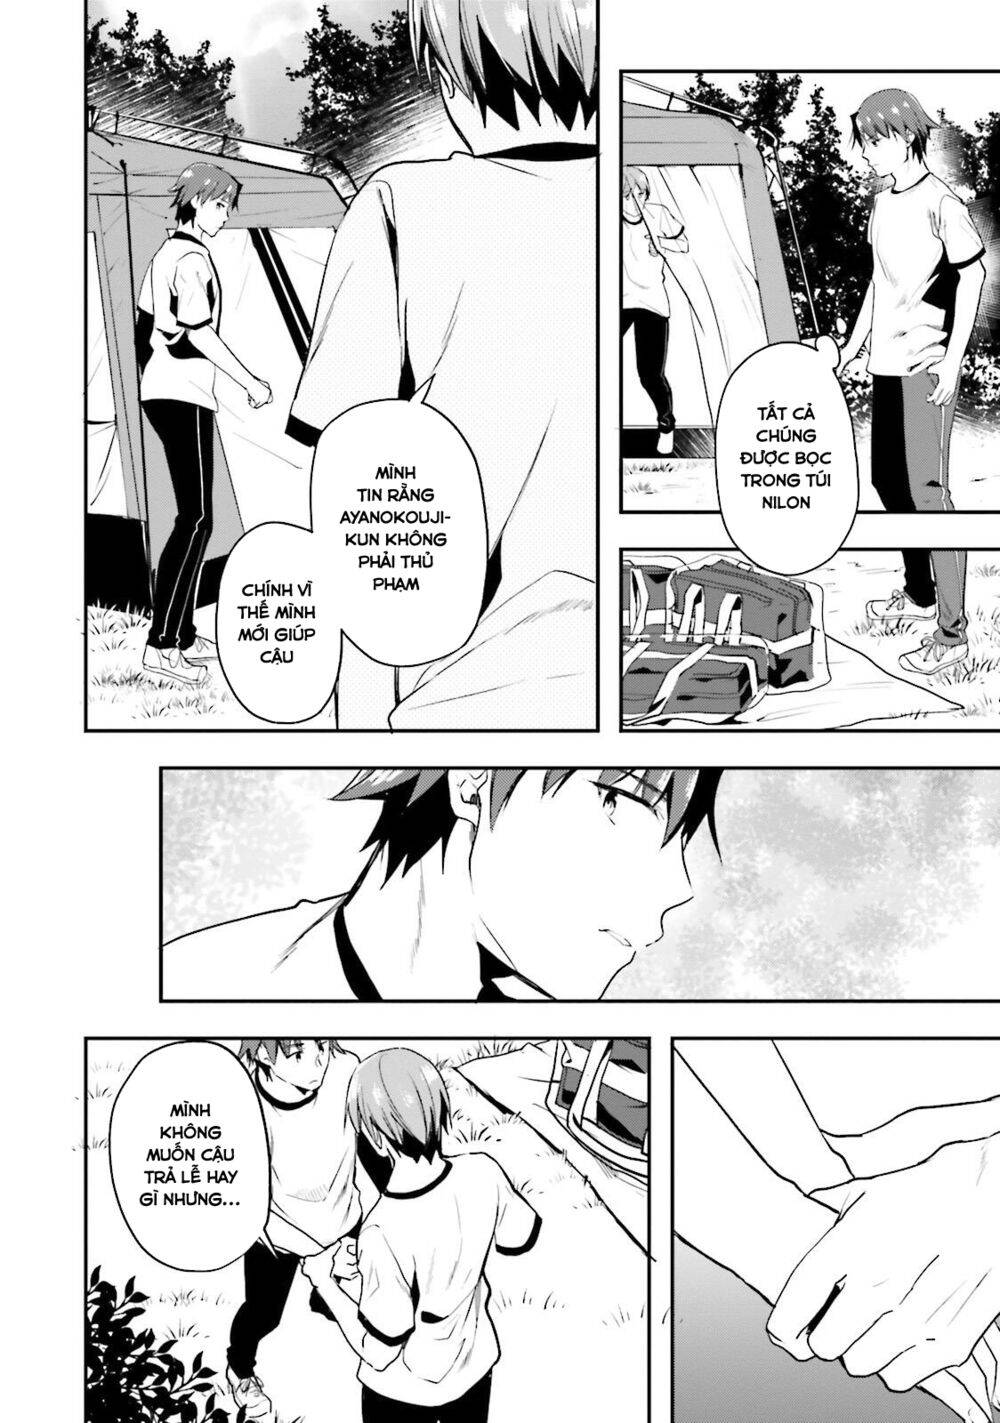 TẤT CẢ
CHÚNG
ĐƯỢC BỌC
TRONG TÚI
NILON
MÌNH
TIN RẰNG
AYANOKOUJI-
KUN KHÔNG
PHẢI THỦ
PHẠM
CHÍNH VÌ
THẾ MÌNH
MỚI GIÚP
CẬU
MÌNH
KHÔNG
MUỐN CẬU
TRẢ LỄ HAY
GÌ NHƯNG...